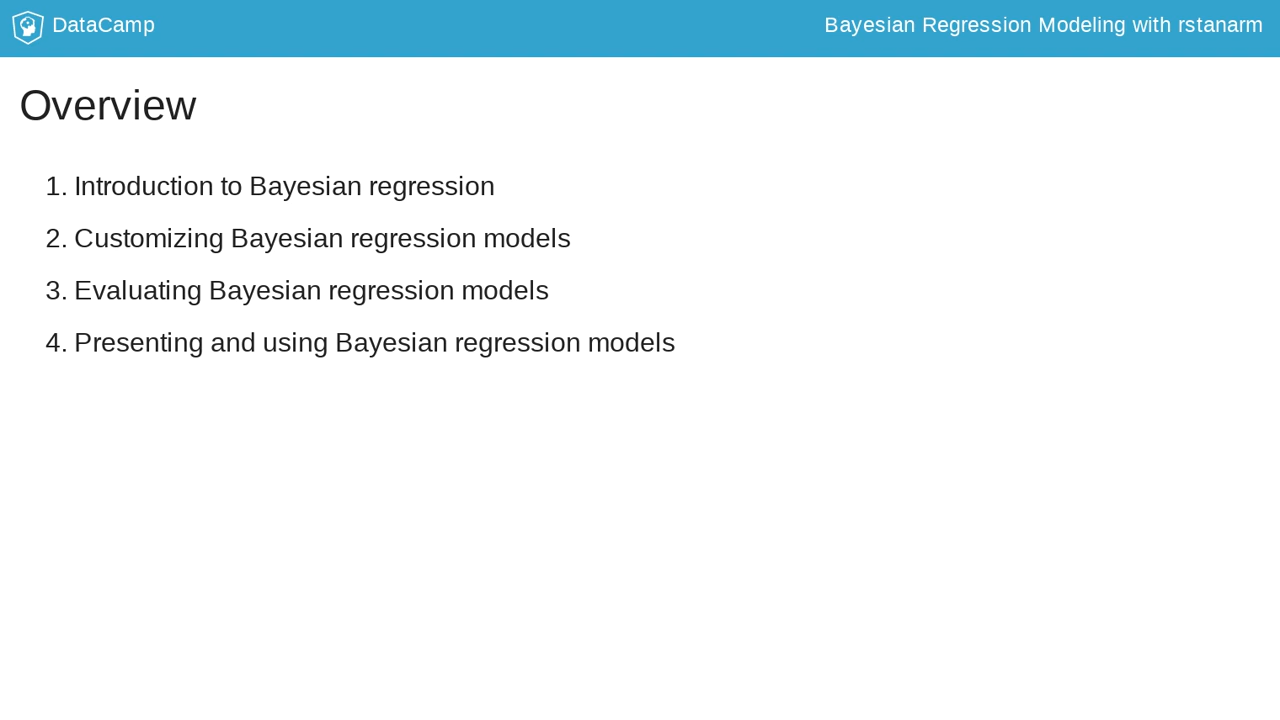 DataCamp
Bayesian Regression Modeling with rstanarm
Overview
1. Introduction to Bayesian regression
2. Customizing Bayesian regression models
3. Evaluating Bayesian regression models
4. Presenting and using Bayesian regression models